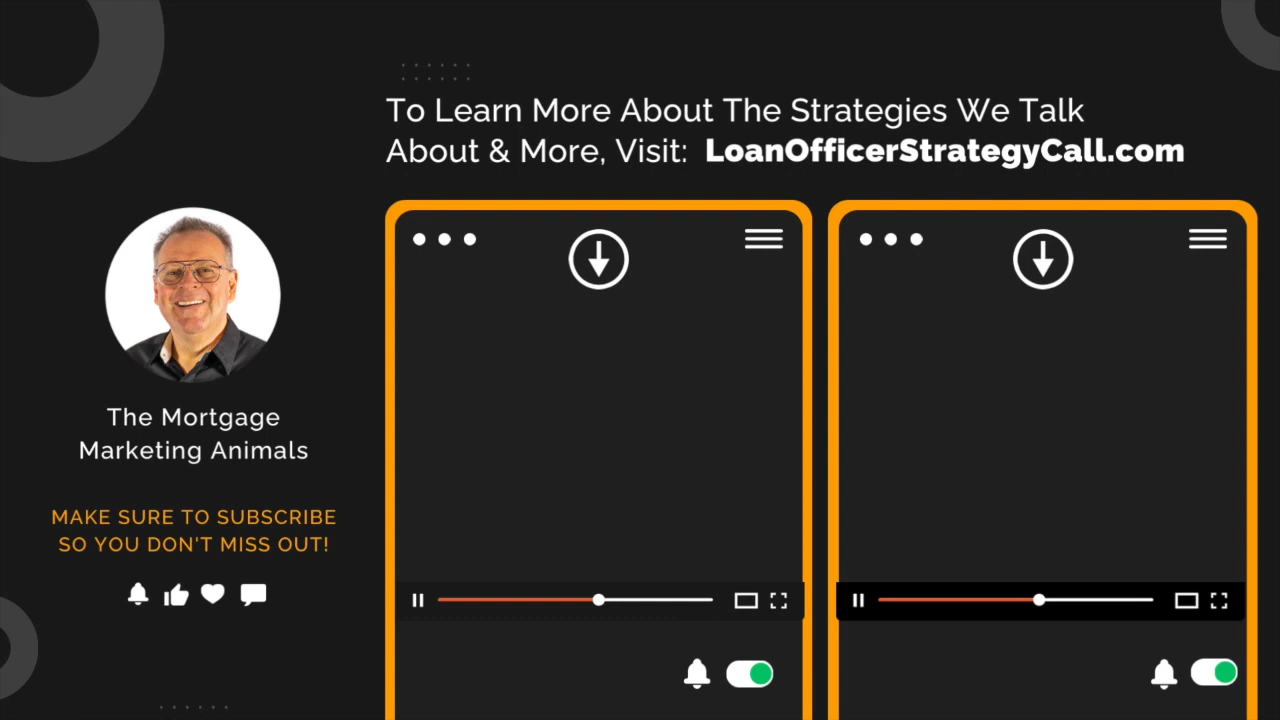 To Learn More About The Strategies We Talk
About & More, Visit: LoanOfficerStrategyCall.com
The Mortgage
Marketing Animals
MAKE SURE TO SUBSCRIBE
SO YOU DON'T MISS OUT!